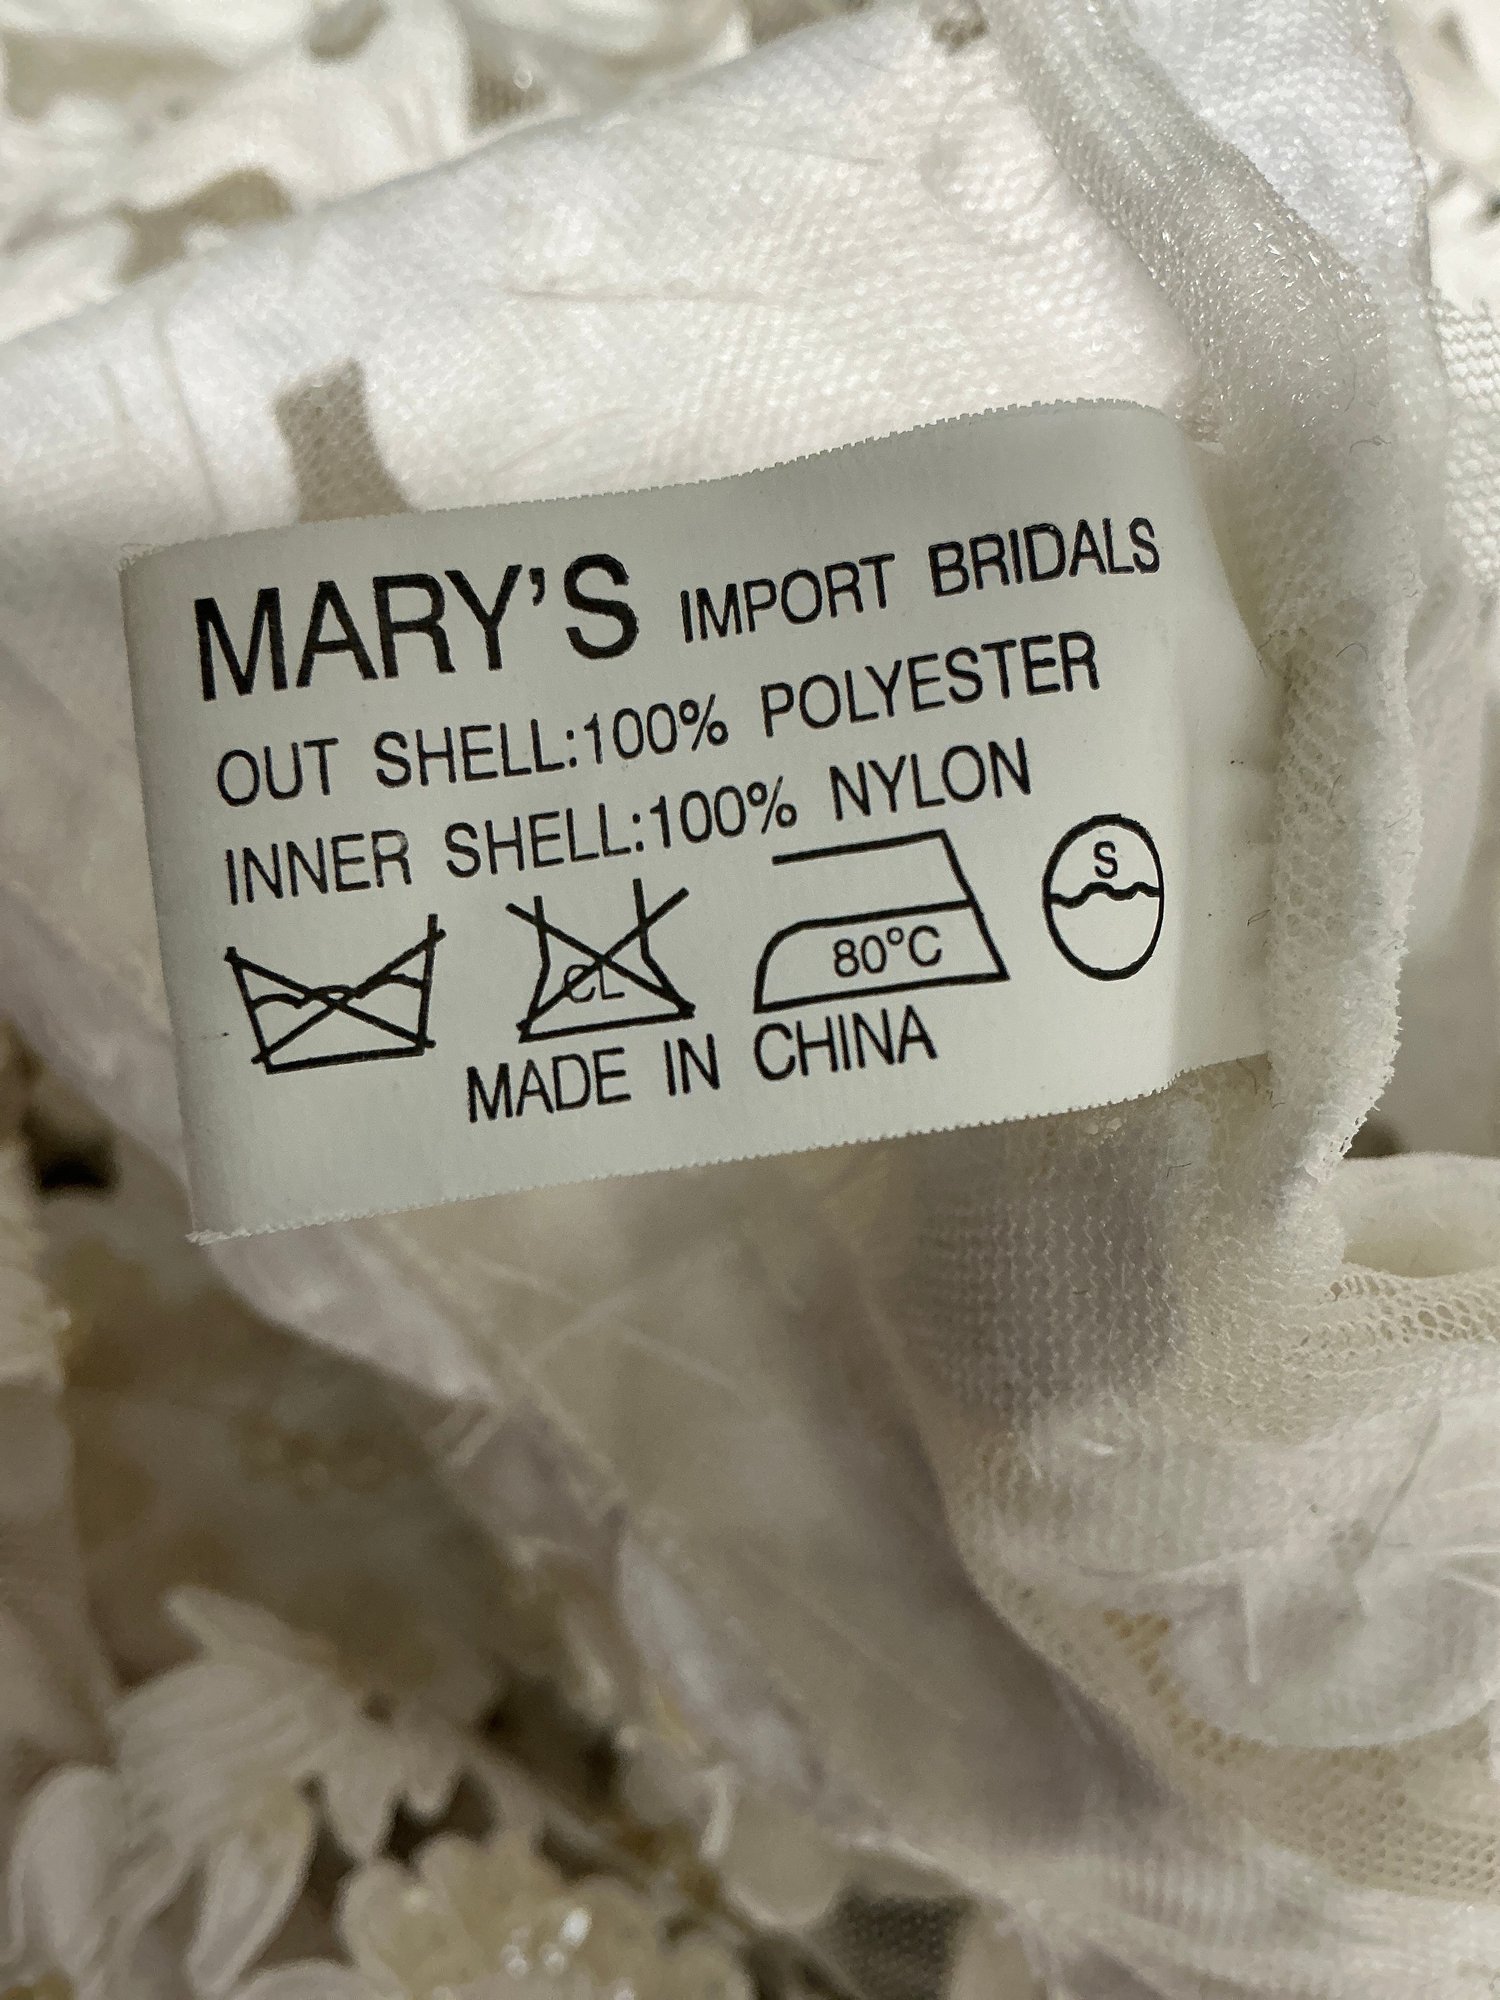 MARY'S IMPORT BRIDALS
OUT SHELL:100% POLYESTER
INNER SHELL:100% NYLON
CL 80°C S
MADE IN CHINA